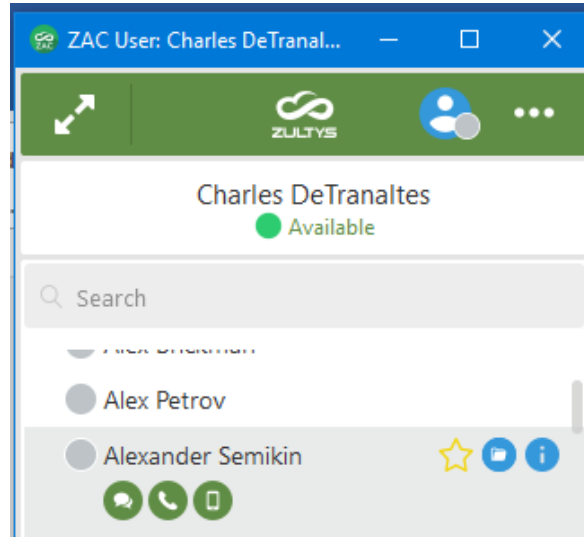 ZAC User: Charles DeTranal...
ZULTYS
Charles DeTranaltes
Available
Search
Alex Petrov
Alexander Semikin